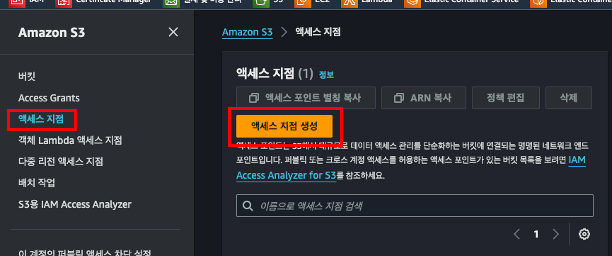 IAM
Certificate Manager
S3
EC2
Lambda
Elastic Container Service
Elastic Container
Amazon S3
버킷
Access Grants
액세스 지점
객체 Lambda 액세스 지점
다중 리전 액세스 지점
배치 작업
S3용 IAM Access Analyzer
이 계정의 퍼블릭 액세스 차단 설정
Amazon S3 > 액세스 지점
액세스 지점 (1) 정보
액세스 포인트 별칭 복사
ARN 복사
정책 편집
삭제
액세스 지점 생성
액세스 포인트는 S3에서 대규모로 데이터 액세스 관리를 단순화하는 버킷에 연결되는 명명된 네트워크 엔드
포인트입니다. 퍼블릭 또는 크로스 계정 액세스를 허용하는 액세스 포인트가 있는 버킷 목록을 보려면 IAM
Access Analyzer for S3를 참조하세요.
이름으로 액세스 지점 검색
< 1 >